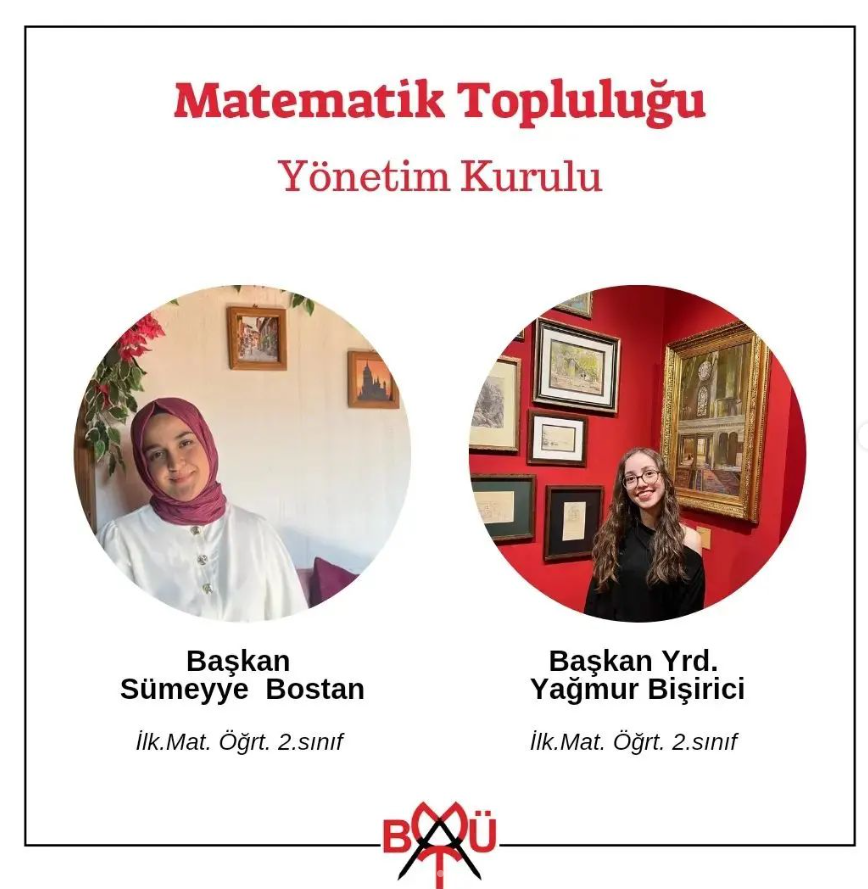 Matematik Topluluğu
Yönetim Kurulu
Başkan
Sümeyye Bostan
İlk.Mat. Öğrt. 2.sınıf
Başkan Yrd.
Yağmur Bişirici
İlk.Mat. Öğrt. 2.sınıf
BMTÜ